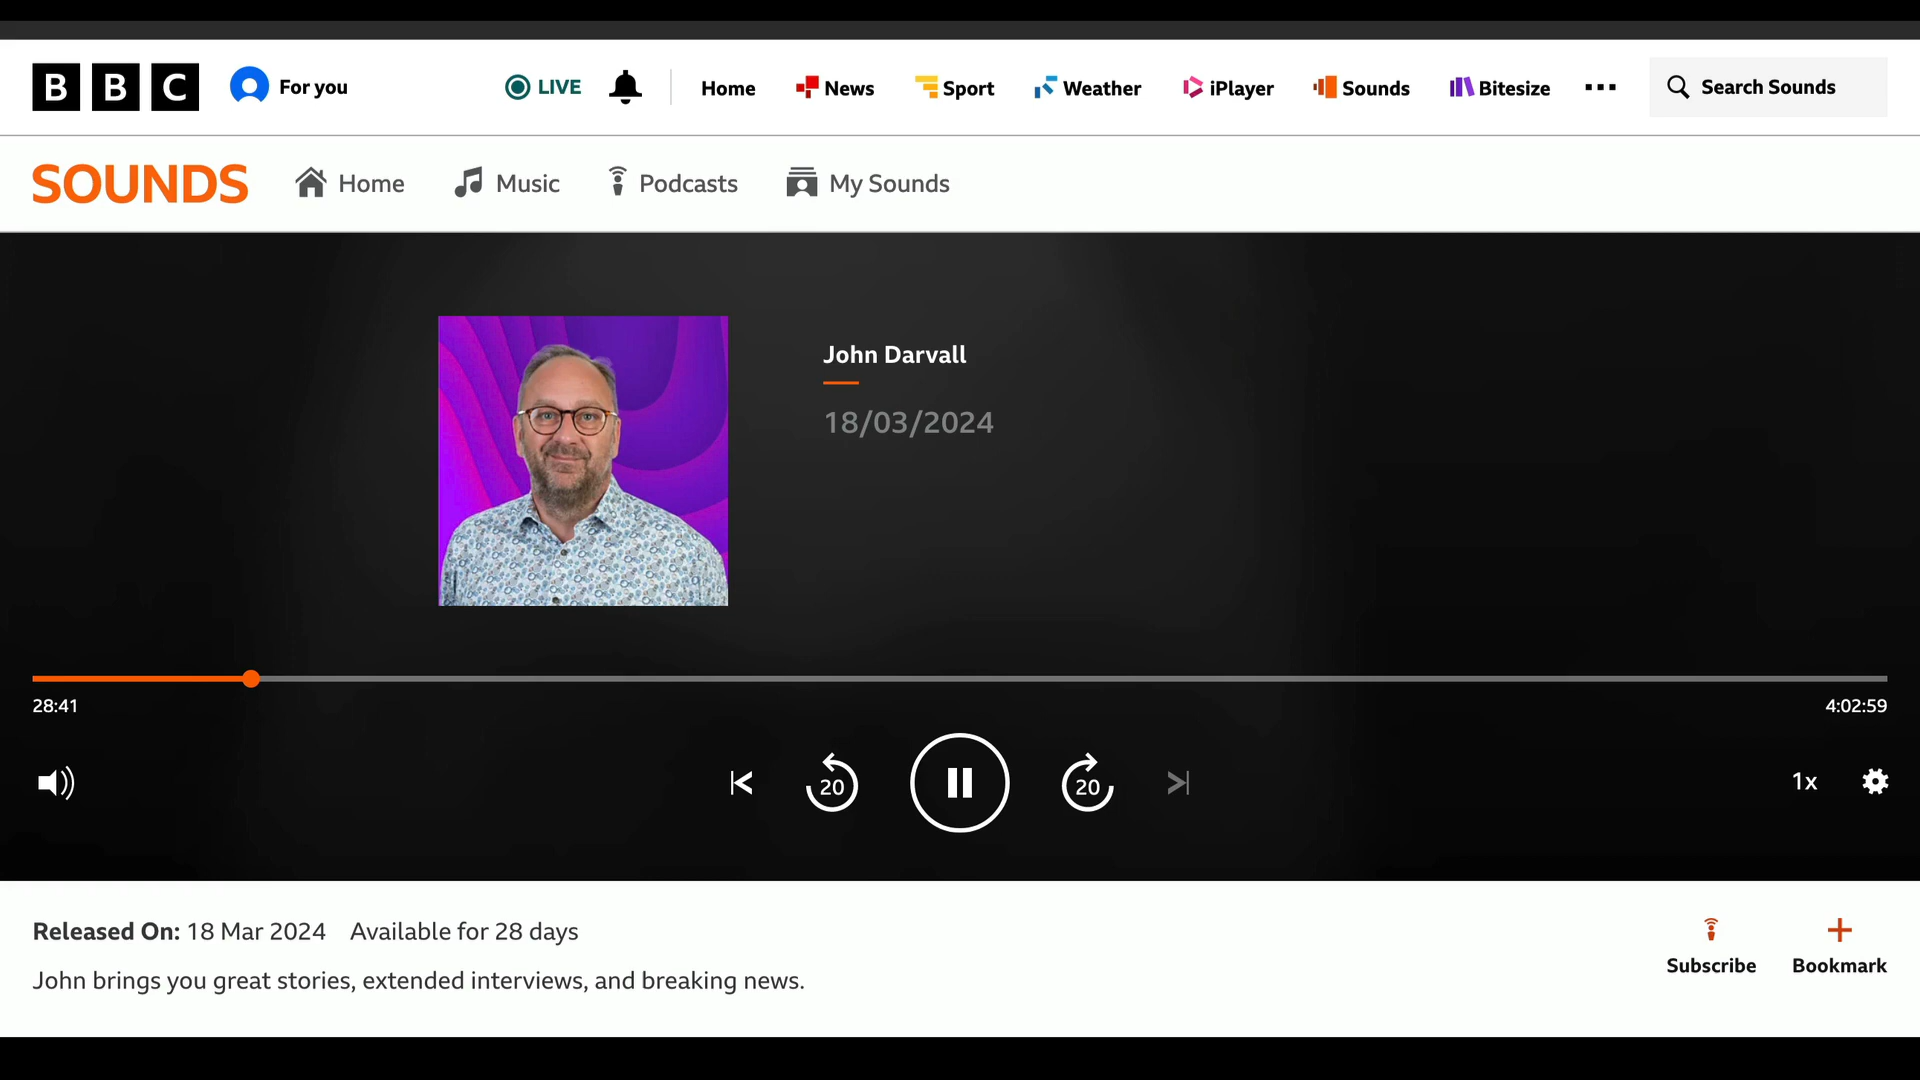 BBC For you LIVE Home News Sport Weather iPlayer Sounds Bitesize Search Sounds
SOUNDS Home Music Podcasts My Sounds
John Darvall
18/03/2024
28:41 4:02:59
20 20 1x
Released On: 18 Mar 2024 Available for 28 days
John brings you great stories, extended interviews, and breaking news.
Subscribe Bookmark